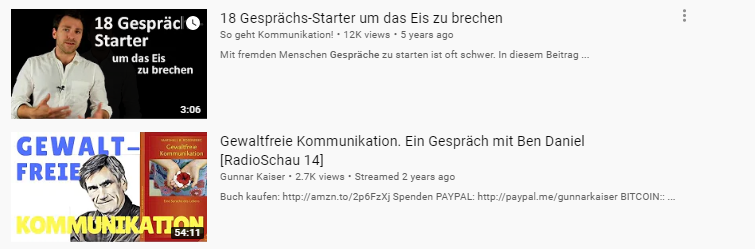 18 Gesprächs
Starter
um das Eis
zu brechen
3:06
18 Gesprächs-Starter um das Eis zu brechen
So geht Kommunikation! • 12K views • 5 years ago
Mit fremden Menschen Gespräche zu starten ist oft schwer. In diesem Beitrag ...
GEWALT-
FREIE
KOMMUNIKATION
Gewaltfreie
Kommunikation
54:11
Gewaltfreie Kommunikation. Ein Gespräch mit Ben Daniel
[RadioSchau 14]
Gunnar Kaiser • 2.7K views • Streamed 2 years ago
Buch kaufen: http://amzn.to/2p6FzXj Spenden PAYPAL: http://paypal.me/gunnarkaiser BITCOIN:: ...